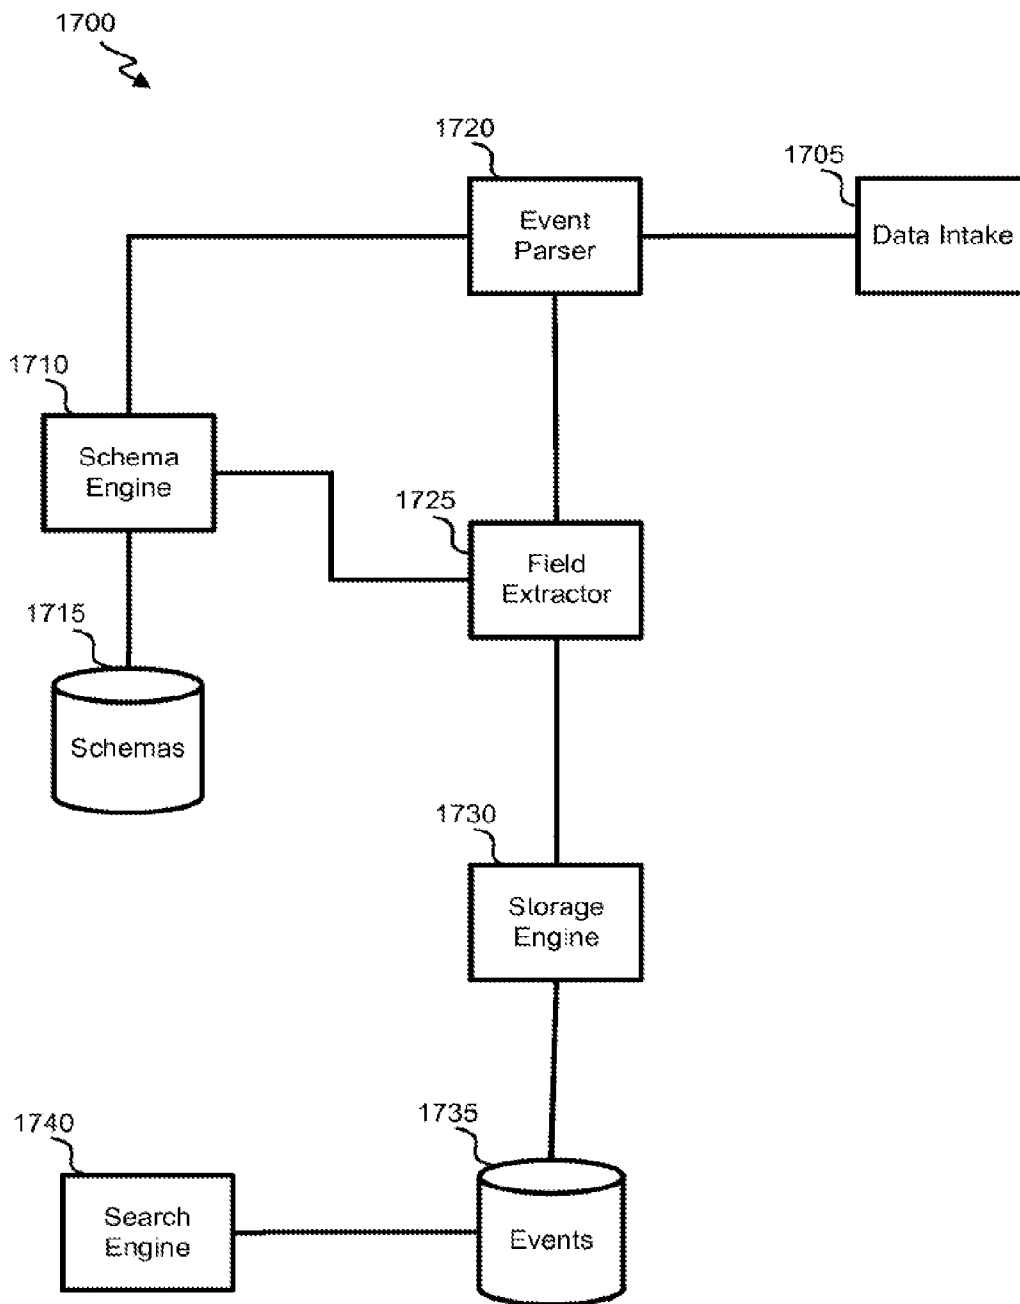 1700
1720
1705
Event
Parser
Data Intake
1710
Schema
Engine
1725
Field
Extractor
1715
Schemas
1730
Storage
Engine
1740
1735
Search
Engine
Events